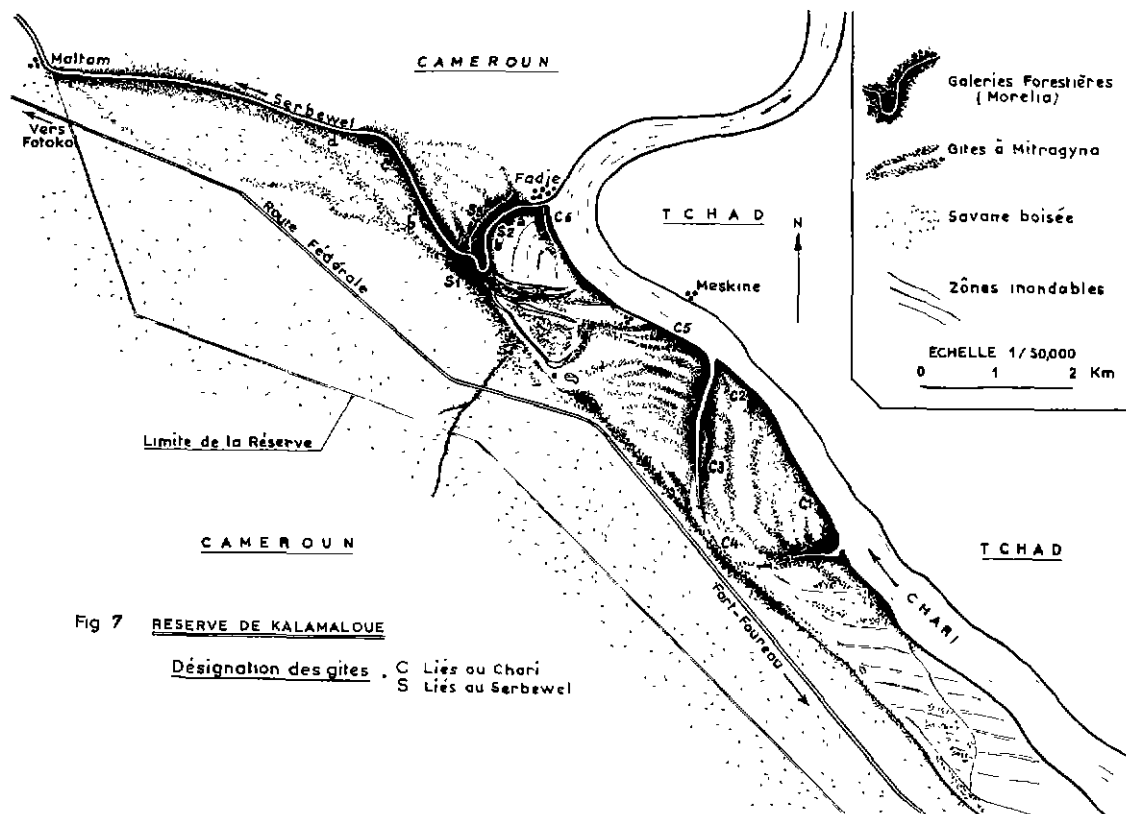 CAMEROUN
Maltam
Serbewel
Vers
Fotokol
Fadje
C6
S2
S1
Route Fédérale
TCHAD
N
Meskine
C5
C2
C3
C1
C4
Limite de la Réserve
CAMEROUN
TCHAD
CHARI
Fort-Foureau
Galeries Forestières
(Morelia)
Gites à Mitragyna
Savane boisée
Zônes inondables
ECHELLE 1/50,000
0 1 2 Km
Fig 7 RESERVE DE KALAMALOUE
Désignation des gites . C Liés au Chari
S Liés au Serbewel